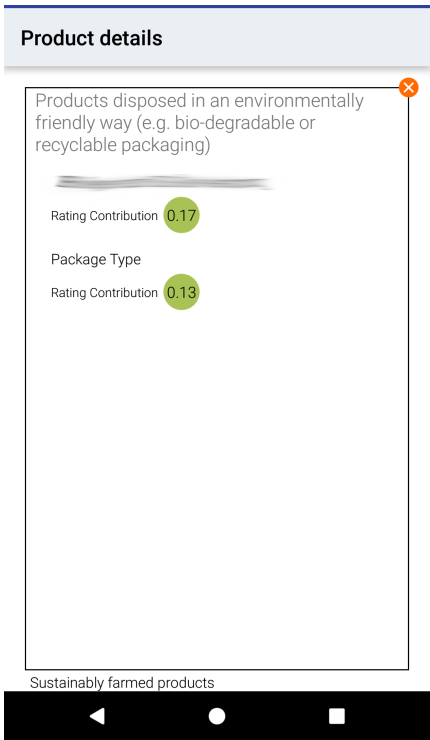 Product details
Products disposed in an environmentally
friendly way (e.g. bio-degradable or
recyclable packaging)
Rating Contribution 0.17
Package Type
Rating Contribution 0.13
Sustainably farmed products